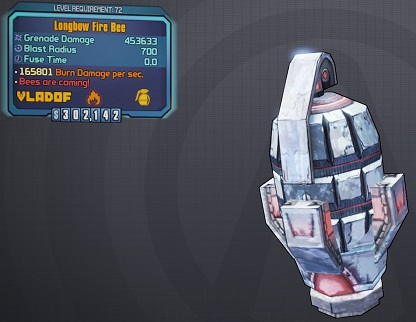 LEVEL REQUIREMENT: 72
Longbow Fire Bee
Grenade Damage 453633
Blast Radius 700
Fuse Time 0.0
• 165801 Burn Damage per sec.
• Bees are coming!
VLADOF
$302,142